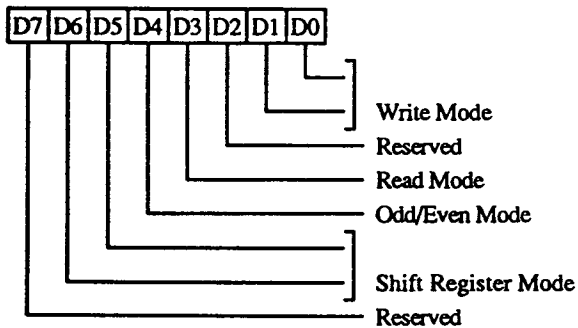 D7 D6 D5 D4 D3 D2 D1 D0
Write Mode
Reserved
Read Mode
Odd/Even Mode
Shift Register Mode
Reserved